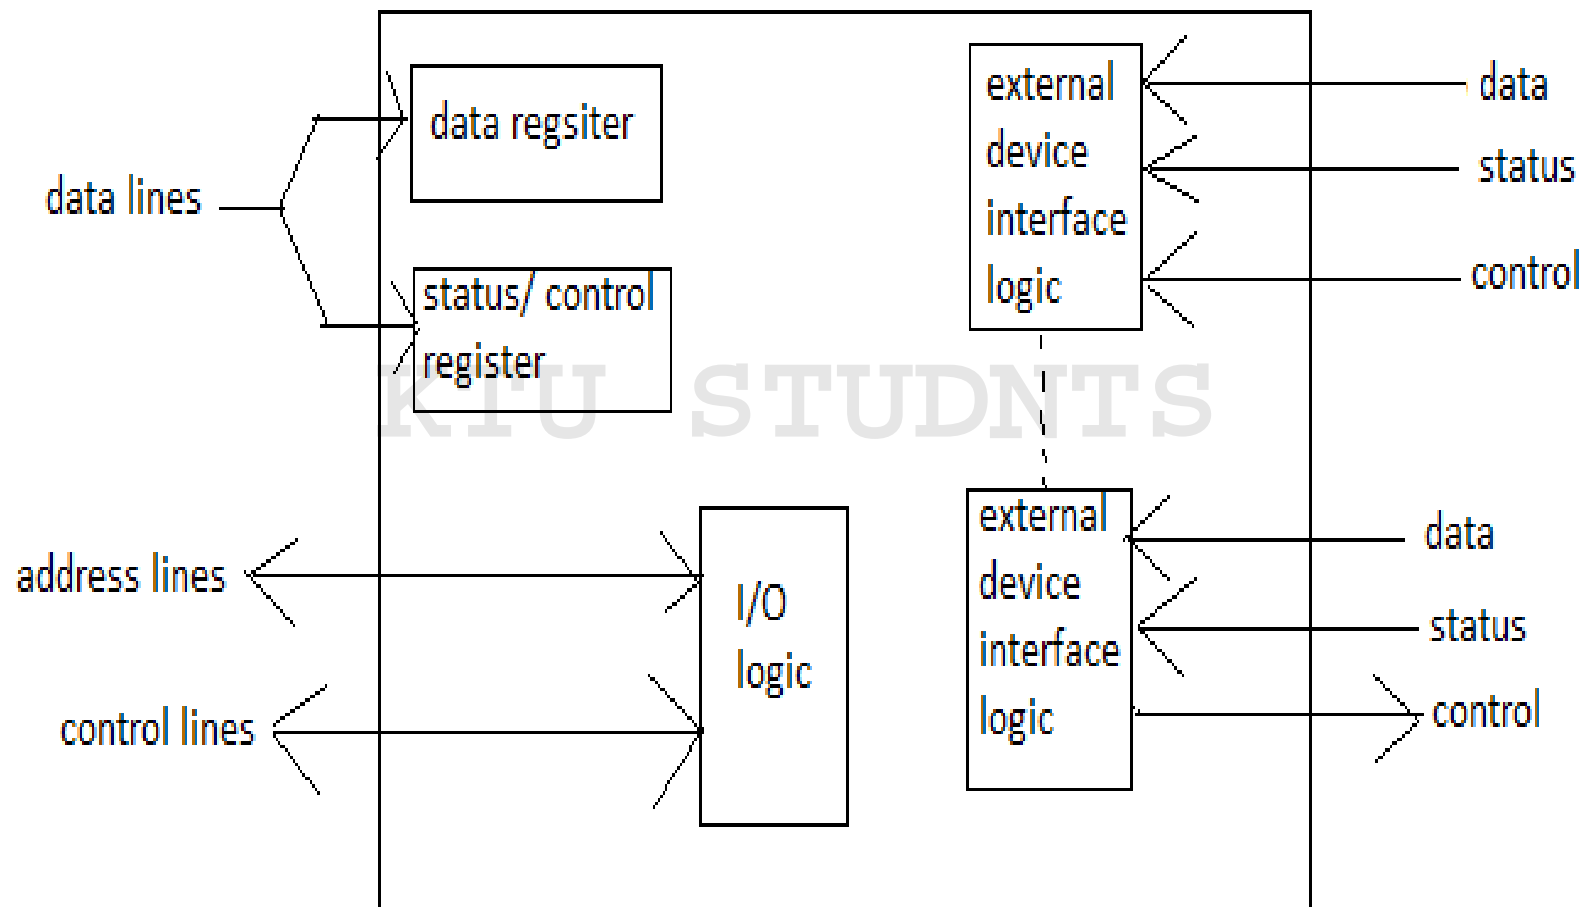 data lines
data regsiter
status/ control
register
address lines
control lines
I/O
logic
external
device
interface
logic
data
status
control
external
device
interface
logic
data
status
control
KTU STUDNTS